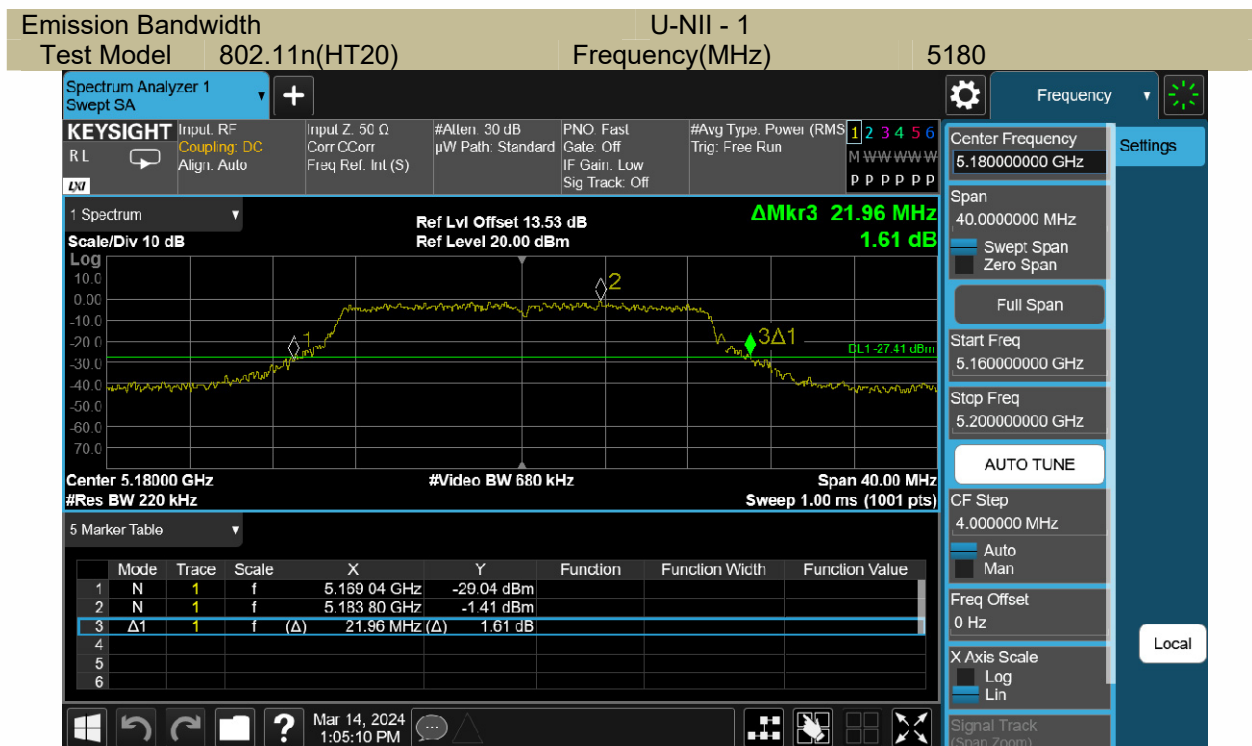 Emission Bandwidth U-NII - 1
Test Model 802.11n(HT20) Frequency(MHz) 5180
Spectrum Analyzer 1
Swept SA
+
Frequency
KEYSIGHT Input: RF Input Z: 50 Ω #Atten: 30 dB PNO: Fast #Avg Type: Power (RMS 1 2 3 4 5 6
RL Coupling: DC Corr CCorr µW Path: Standard Gate: Off Trig: Free Run M W W W W W
Align: Auto Freq Ref: Int (S) IF Gain: Low
LXI Sig Track: Off P P P P P P
1 Spectrum
Ref Lvl Offset 13.53 dB
ΔMkr3 21.96 MHz
Scale/Div 10 dB Ref Level 20.00 dBm 1.61 dB
Log
10.0
0.00
-10.0
-20.0
-30.0
-40.0
-50.0
-60.0
70.0
1
2
3Δ1
DL1 -27.41 dBm
Center 5.18000 GHz #Video BW 680 kHz Span 40.00 MHz
#Res BW 220 kHz Sweep 1.00 ms (1001 pts)
5 Marker Table
Mode Trace Scale X Y Function Function Width Function Value
1 N 1 f 5.169 04 GHz -29.04 dBm
2 N 1 f 5.183 80 GHz -1.41 dBm
3 Δ1 1 f (Δ) 21.96 MHz (Δ) 1.61 dB
4
5
6
Center Frequency
5.180000000 GHz
Settings
Span
40.0000000 MHz
Swept Span
Zero Span
Full Span
Start Freq
5.160000000 GHz
Stop Freq
5.200000000 GHz
AUTO TUNE
CF Step
4.000000 MHz
Auto
Man
Freq Offset
0 Hz
X Axis Scale
Log
Lin
Local
Signal Track
(Span Zoom)
?
Mar 14, 2024
1:05:10 PM